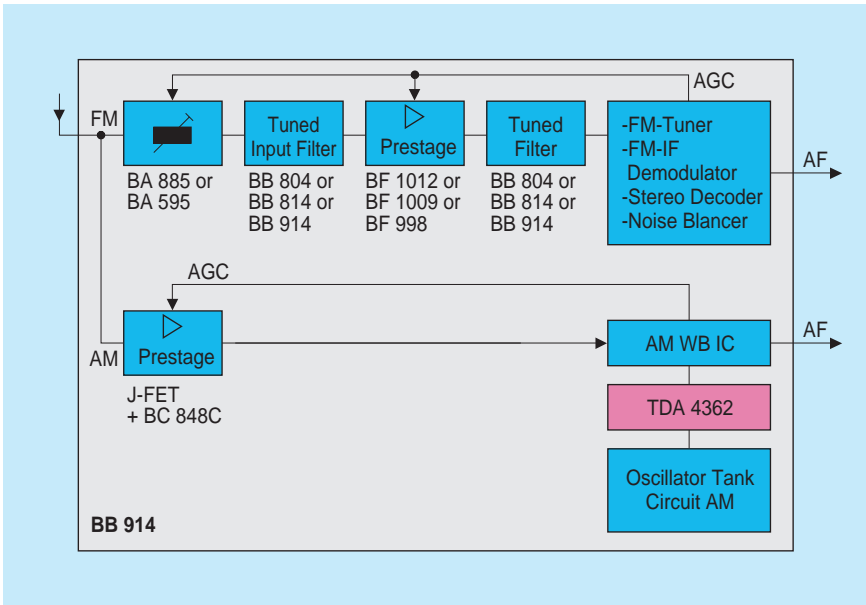 AGC
FM
Tuned
Input Filter
Prestage
Tuned
Filter
-FM-Tuner
-FM-IF
Demodulator
-Stereo Decoder
-Noise Blancer
AF
BA 885 or
BA 595
BB 804 or
BB 814 or
BB 914
BF 1012 or
BF 1009 or
BF 998
BB 804 or
BB 814 or
BB 914
AGC
AM
Prestage
AM WB IC
AF
J-FET
+ BC 848C
TDA 4362
Oscillator Tank
Circuit AM
BB 914